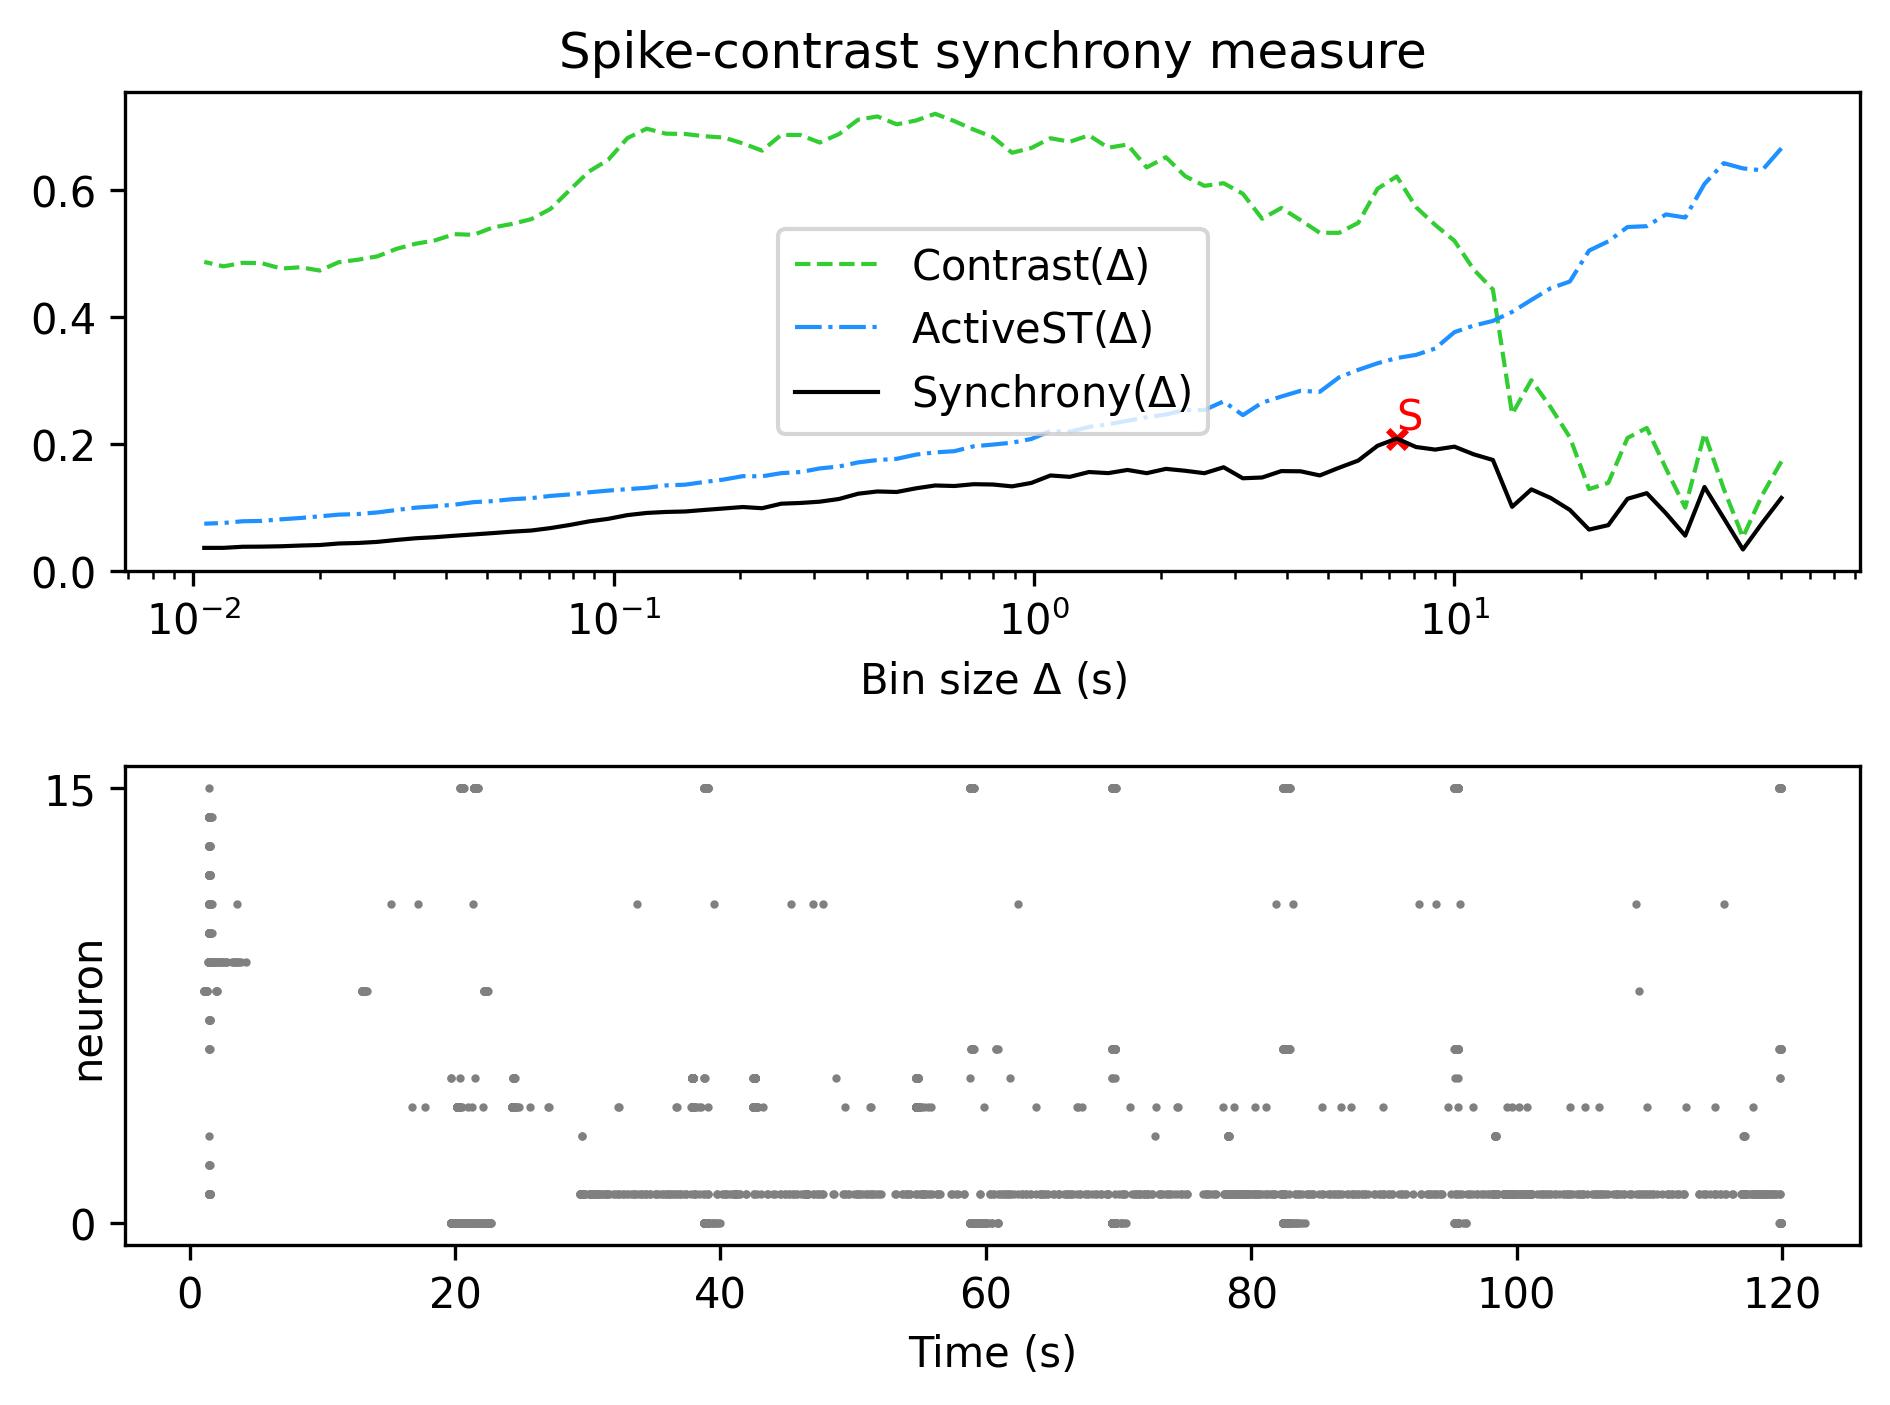 Spike-contrast synchrony measure
0.6
0.4
0.2
0.0
Contrast(Δ)
ActiveST(Δ)
Synchrony(Δ)
S
10⁻² 10⁻¹ 10⁰ 10¹
Bin size Δ (s)
15
0
neuron
0 20 40 60 80 100 120
Time (s)